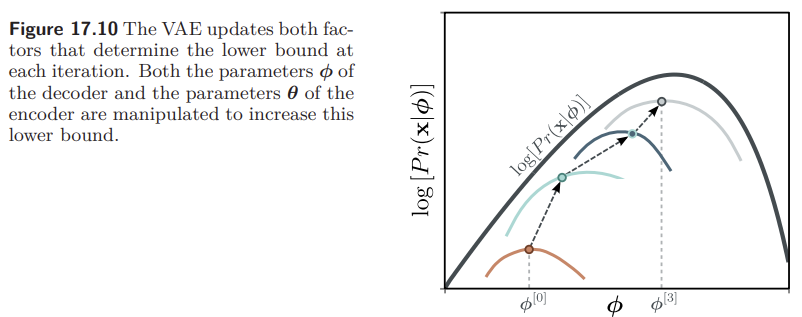 Figure 17.10 The VAE updates both fac-
tors that determine the lower bound at
each iteration. Both the parameters ϕ of
the decoder and the parameters θ of the
encoder are manipulated to increase this
lower bound.
log [Pr(x|ϕ)]
log[Pr(x|ϕ)]
ϕ[0]
ϕ
ϕ[3]